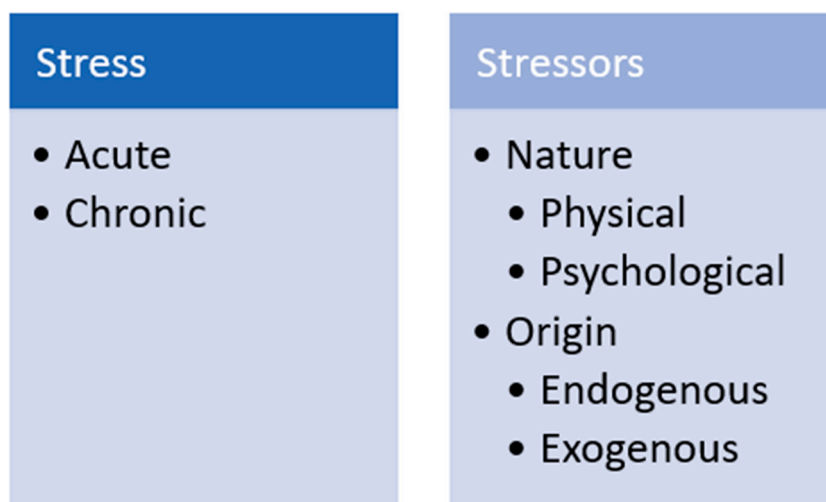 Stress
• Acute
• Chronic
Stressors
• Nature
• Physical
• Psychological
• Origin
• Endogenous
• Exogenous